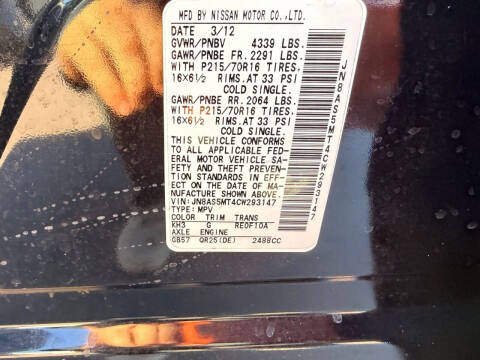 MFD BY NISSAN MOTOR CO., LTD.
DATE 3/12
GVWR/PNBV 4339 LBS.
GAWR/PNBE FR. 2291 LBS.
WITH P215/70R16 TIRES.
16X6½ RIMS. AT 33 PSI
COLD SINGLE.
GAWR/PNBE RR. 2064 LBS.
WITH P215/70R16 TIRES.
16X6½ RIMS. AT 33 PSI
COLD SINGLE.
THIS VEHICLE CONFORMS
TO ALL APPLICABLE FED-
ERAL MOTOR VEHICLE SA-
FETY AND THEFT PREVEN-
TION STANDARDS IN EFF-
ECT ON THE DATE OF MA-
NUFACTURE SHOWN ABOVE.
VIN: JN8AS5MT4CW293147
TYPE: MPV
COLOR TRIM TRANS
KH3 G RE0F10A
AXLE ENGINE
GB57 QR25(DE) 2488CC
JN8AS5MT4CW293147